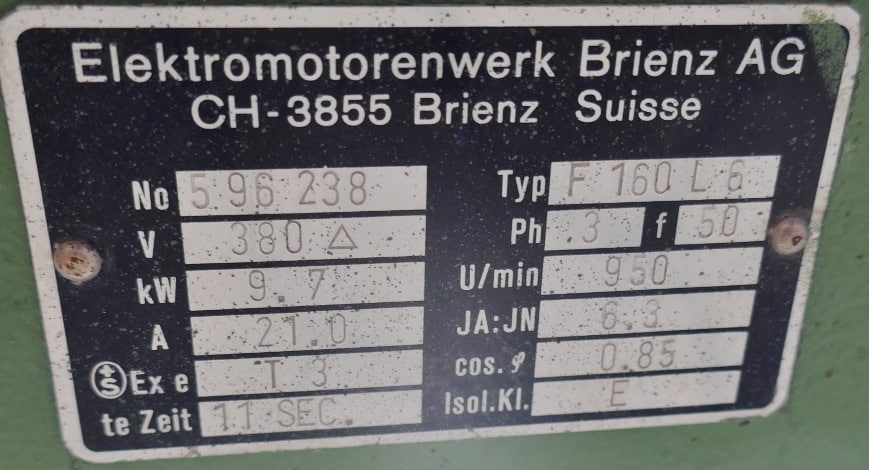 Elektromotorenwerk Brienz AG
CH-3855 Brienz Suisse
No 596 238 Typ F 160 L 6
V 380 △ Ph 3 f 50
kW 9.7 U/min 950
A 21.0 JA:JN 6.3
Ex e T 3 cos.φ 0.85
te Zeit 11 SEC. Isol.Kl. E